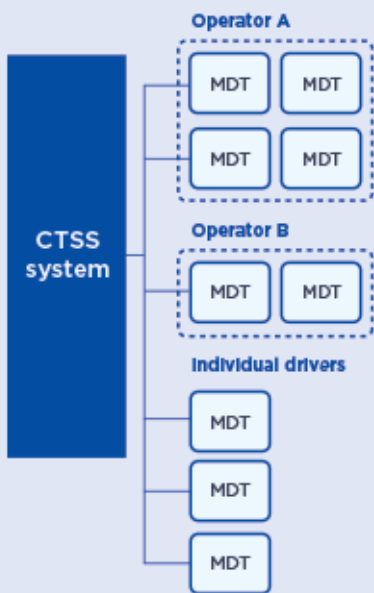 Operator A
MDT MDT
MDT MDT
CTSS
system
Operator B
MDT MDT
Individual drivers
MDT
MDT
MDT